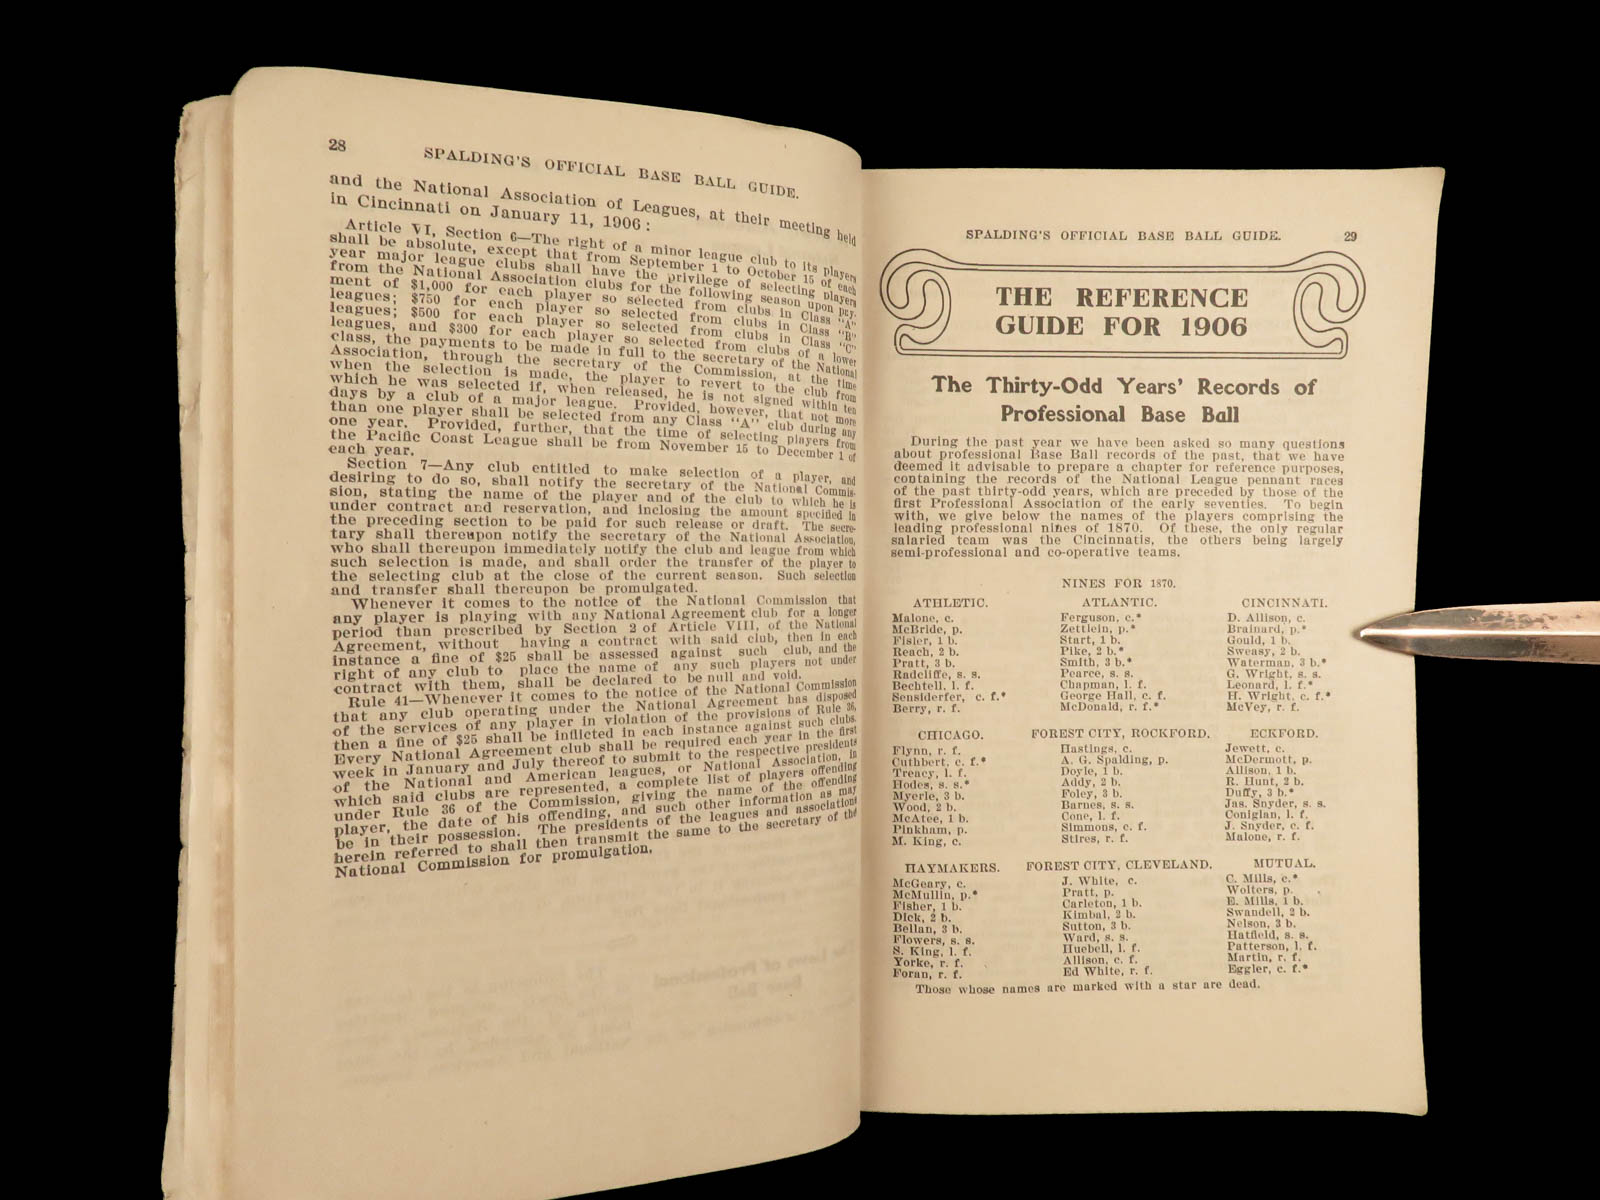 28
SPALDING'S OFFICIAL BASE BALL GUIDE.
and the National Association of Leagues, at their meeting held
in Cincinnati on January 11, 1906:
Article VI, Section 6—The right of a minor league club to its players
shall be absolute, except that from September 1 to October 15 of each
year major league clubs shall have the privilege of selecting players
from the National Association clubs for the following season upon pay-
ment of $1,000 for each player so selected from clubs in Class "A"
leagues; $750 for each player so selected from clubs in Class "B"
leagues; $500 for each player so selected from clubs in Class "C"
leagues, and $300 for each player so selected from clubs of a lower
class, the payments to be made in full to the secretary of the National
Association, through the secretary of the Commission, at the time
when the selection is made, the player to revert to the club from
which he was selected if, when released, he is not signed within ten
days by a club of a major league. Provided, however, that not more
than one player shall be selected from any Class "A" club during any
one year. Provided, further, that the time of selecting players from
the Pacific Coast League shall be from November 15 to December 1 of
each year.
Section 7—Any club entitled to make selection of a player, and
desiring to do so, shall notify the secretary of the National Commis-
sion, stating the name of the player and of the club to which he is
under contract and reservation, and inclosing the amount specified in
the preceding section to be paid for such release or draft. The secre-
tary shall thereupon notify the secretary of the National Association,
who shall thereupon immediately notify the club and league from which
such selection is made, and shall order the transfer of the player to
the selecting club at the close of the current season. Such selection
and transfer shall thereupon be promulgated.
Whenever it comes to the notice of the National Commission that
any player is playing with any National Agreement club for a longer
period than prescribed by Section 2 of Article VIII, of the National
Agreement, without having a contract with said club, then in each
instance a fine of $25 shall be assessed against such club, and the
right of any club to place the name of any such players not under
contract with them, shall be declared to be null and void.
Rule 41—Whenever it comes to the notice of the National Commission
that any club operating under the National Agreement has disposed
of the services of any player in violation of the provisions of Rule 36,
then a fine of $25 shall be inflicted in each instance against such clubs.
Every National Agreement club shall be required each year in the first
week in January and July thereof to submit to the respective presidents
of the National and American leagues, or National Association, in
which said clubs are represented, a complete list of players offending
under Rule 36 of the Commission, giving the name of the offending
player, the date of his offending, and such other information as may
be in their possession. The presidents of the leagues and associations
herein referred to shall then transmit the same to the secretary of the
National Commission for promulgation.
SPALDING'S OFFICIAL BASE BALL GUIDE. 29
THE REFERENCE
GUIDE FOR 1906
The Thirty-Odd Years' Records of
Professional Base Ball
During the past year we have been asked so many questions
about professional Base Ball records of the past, that we have
deemed it advisable to prepare a chapter for reference purposes,
containing the records of the National League pennant races
of the past thirty-odd years, which are preceded by those of the
first Professional Association of the early seventies. To begin
with, we give below the names of the players comprising the
leading professional nines of 1870. Of these, the only regular
salaried team was the Cincinnatis, the others being largely
semi-professional and co-operative teams.
NINES FOR 1870.
ATHLETIC. ATLANTIC. CINCINNATI.
Malone, c. Ferguson, c.* D. Allison, c.
McBride, p. Zettlein, p.* Brainard, p.*
Fisler, 1 b. Start, 1 b. Gould, 1 b.
Reach, 2 b. Pike, 2 b.* Sweasy, 2 b.
Pratt, 3 b. Smith, 3 b.* Waterman, 3 b.*
Radcliffe, s. s. Pearce, s. s. G. Wright, s. s.
Bechtell, l. f. Chapman, l. f. Leonard, l. f.*
Sensiderfer, c. f.* George Hall, c. f. H. Wright, c. f.*
Berry, r. f. McDonald, r. f.* McVey, r. f.
CHICAGO. FOREST CITY, ROCKFORD. ECKFORD.
Flynn, r. f. Hastings, c. Jewett, c.
Cuthbert, c. f.* A. G. Spalding, p. McDermott, p.
Treacy, l. f. Doyle, 1 b. Allison, 1 b.
Hodes, s. s.* Addy, 2 b. R. Hunt, 2 b.
Myerle, 3 b. Foley, 3 b. Duffy, 3 b.*
Wood, 2 b. Barnes, s. s. Jas. Snyder, s. s.
McAtee, 1 b. Cone, l. f. Coniglan, l. f.
Pinkham, p. Simmons, c. f. J. Snyder, c. f.
M. King, c. Stires, r. f. Malone, r. f.
HAYMAKERS. FOREST CITY, CLEVELAND. MUTUAL.
McGeary, c. J. White, c. C. Mills, c.*
McMullin, p.* Pratt, p. Wolters, p.
Fisher, 1 b. Carleton, 1 b. E. Mills, 1 b.
Dick, 2 b. Kimbal, 2 b. Swandell, 2 b.
Bellan, 3 b. Sutton, 3 b. Nelson, 3 b.
Flowers, s. s. Ward, s. s. Hatfield, s. s.
S. King, l. f. Huebell, l. f. Patterson, l. f.
Yorke, r. f. Allison, c. f. Martin, r. f.
Foran, r. f. Ed White, r. f. Eggler, c. f.*
Those whose names are marked with a star are dead.